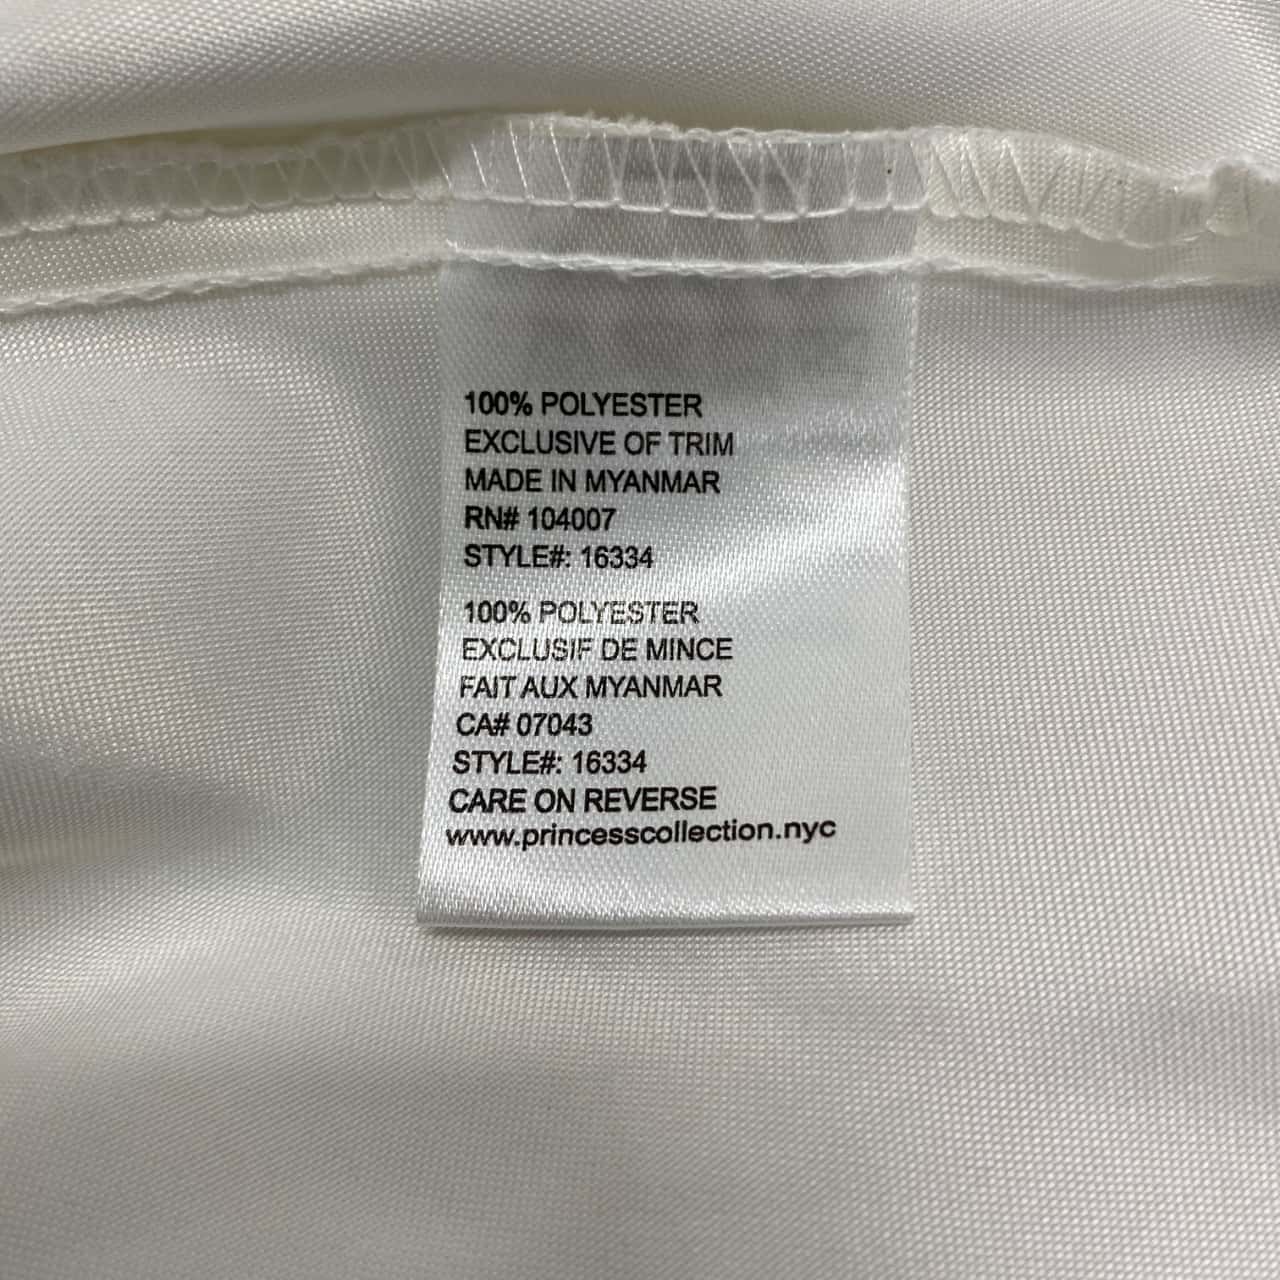 100% POLYESTER
EXCLUSIVE OF TRIM
MADE IN MYANMAR
RN# 104007
STYLE#: 16334
100% POLYESTER
EXCLUSIF DE MINCE
FAIT AUX MYANMAR
CA# 07043
STYLE#: 16334
CARE ON REVERSE
www.princesscollection.nyc